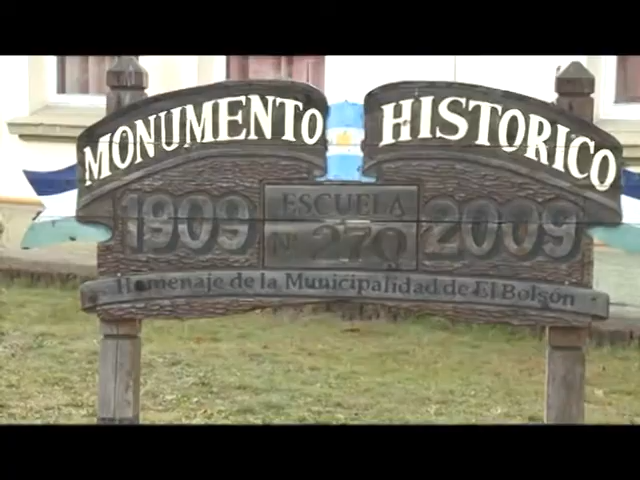 MONUMENTO HISTORICO
1909 ESCUELA 2009
Nº 270
Homenaje de la Municipalidad de El Bolsón